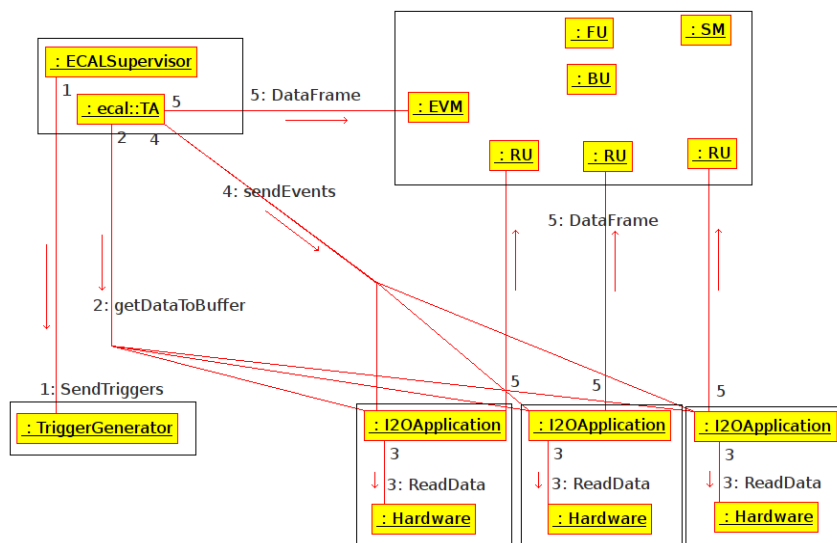 : FU
: SM
: ECALSupervisor
: BU
1
5
5: DataFrame
: ecal::TA
: EVM
2
4
: RU
: RU
: RU
4: sendEvents
5: DataFrame
2: getDataToBuffer
1: SendTriggers
5
5
5
: TriggerGenerator
: I2OApplication
: I2OApplication
: I2OApplication
3
3
3
3: ReadData
3: ReadData
3: ReadData
: Hardware
: Hardware
: Hardware